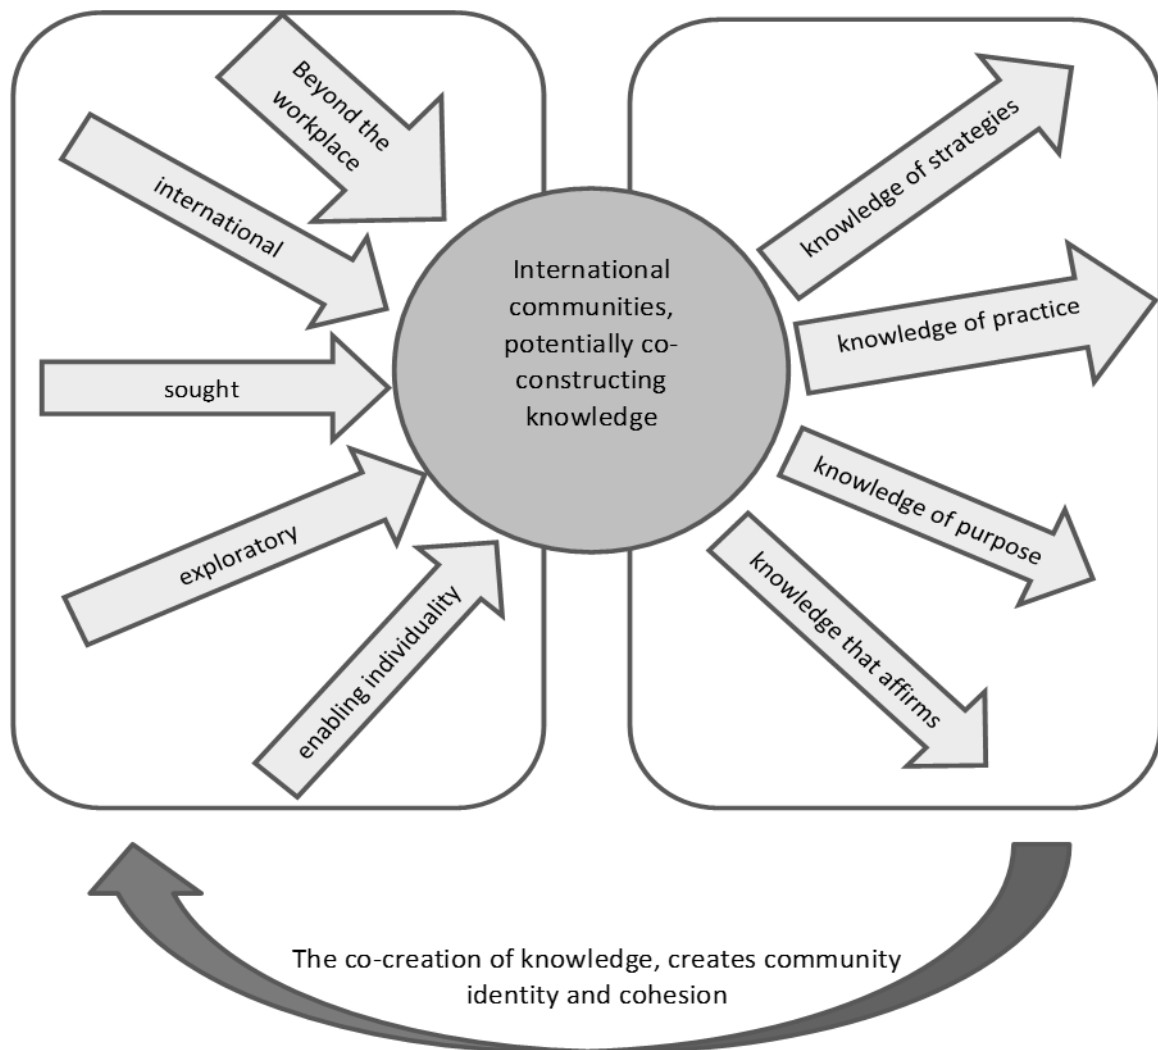 Beyond the
workplace
international
sought
exploratory
enabling individuality
International
communities,
potentially co-
constructing
knowledge
knowledge of strategies
knowledge of practice
knowledge of purpose
knowledge that affirms
The co-creation of knowledge, creates community
identity and cohesion